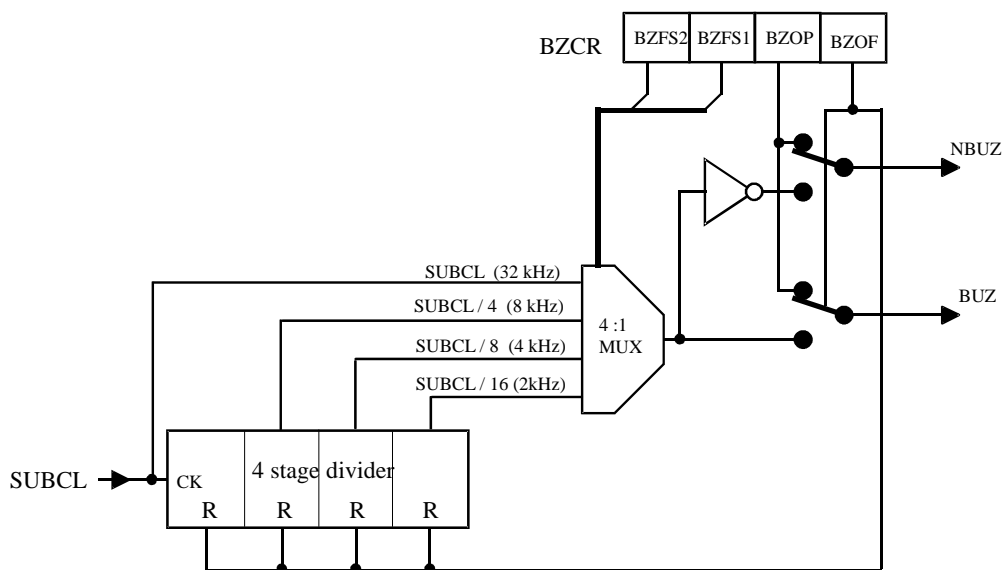 BZCR BZFS2 BZFS1 BZOP BZOF
NBUZ
SUBCL (32 kHz)
SUBCL / 4 (8 kHz)
BUZ
4 :1
MUX
SUBCL / 8 (4 kHz)
SUBCL / 16 (2kHz)
SUBCL
CK
4 stage divider
R R R R